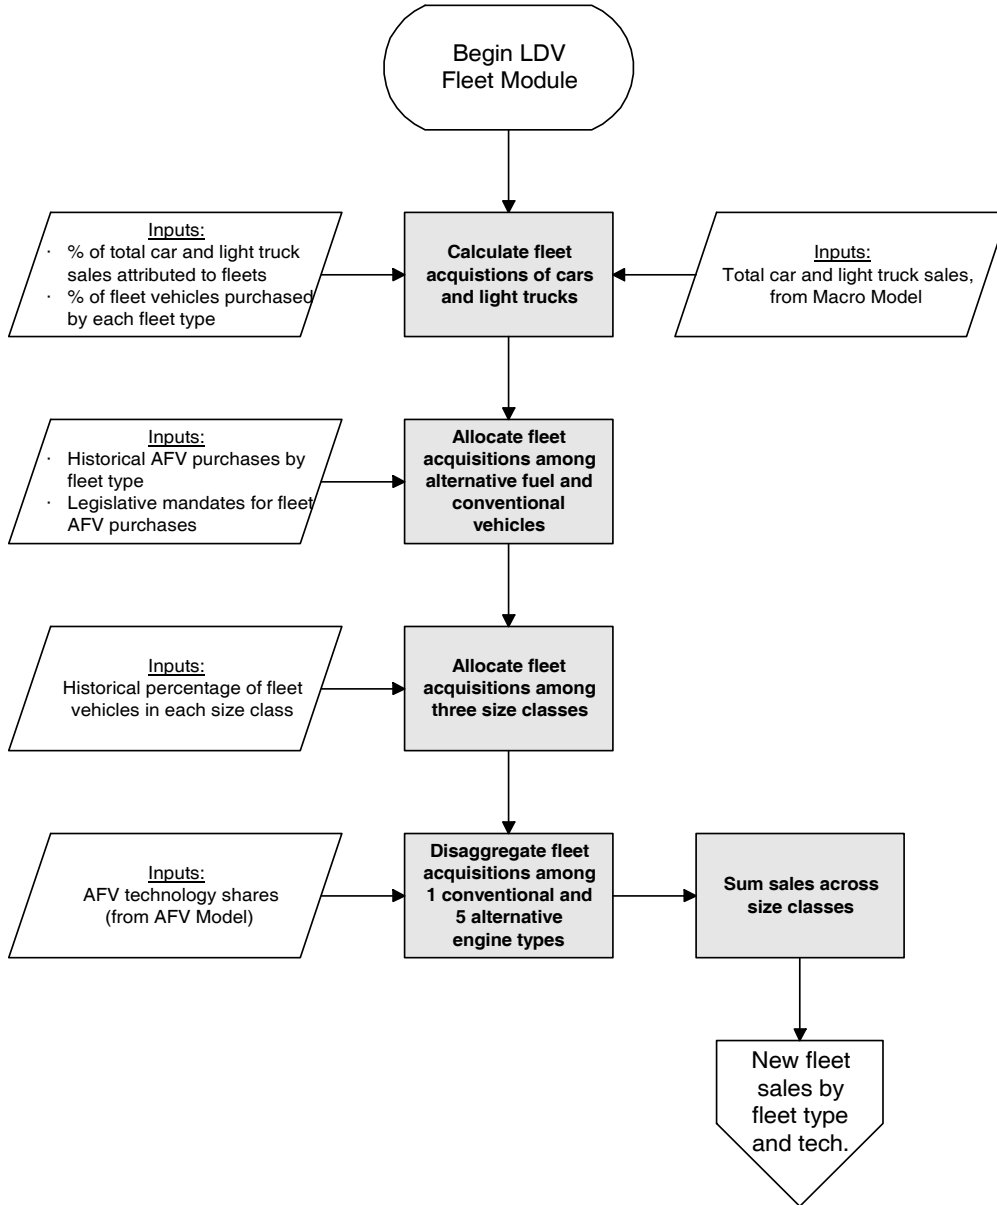 Begin LDV
Fleet Module
Inputs:
· % of total car and light truck
sales attributed to fleets
· % of fleet vehicles purchased
by each fleet type
Calculate fleet
acquistions of cars
and light trucks
Inputs:
Total car and light truck sales,
from Macro Model
Inputs:
· Historical AFV purchases by
fleet type
· Legislative mandates for fleet
AFV purchases
Allocate fleet
acquisitions among
alternative fuel and
conventional
vehicles
Inputs:
Historical percentage of fleet
vehicles in each size class
Allocate fleet
acquisitions among
three size classes
Inputs:
AFV technology shares
(from AFV Model)
Disaggregate fleet
acquisitions among
1 conventional and
5 alternative
engine types
Sum sales across
size classes
New fleet
sales by
fleet type
and tech.